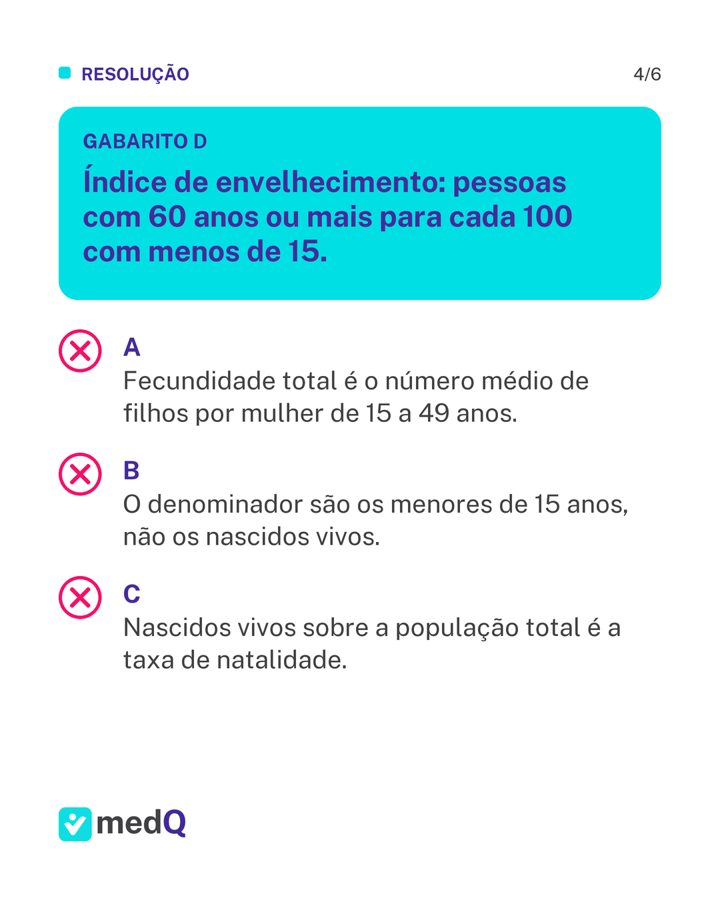 RESOLUÇÃO
4/6
GABARITO D
Índice de envelhecimento: pessoas
com 60 anos ou mais para cada 100
com menos de 15.
A
Fecundidade total é o número médio de
filhos por mulher de 15 a 49 anos.
B
O denominador são os menores de 15 anos,
não os nascidos vivos.
C
Nascidos vivos sobre a população total é a
taxa de natalidade.
medQ